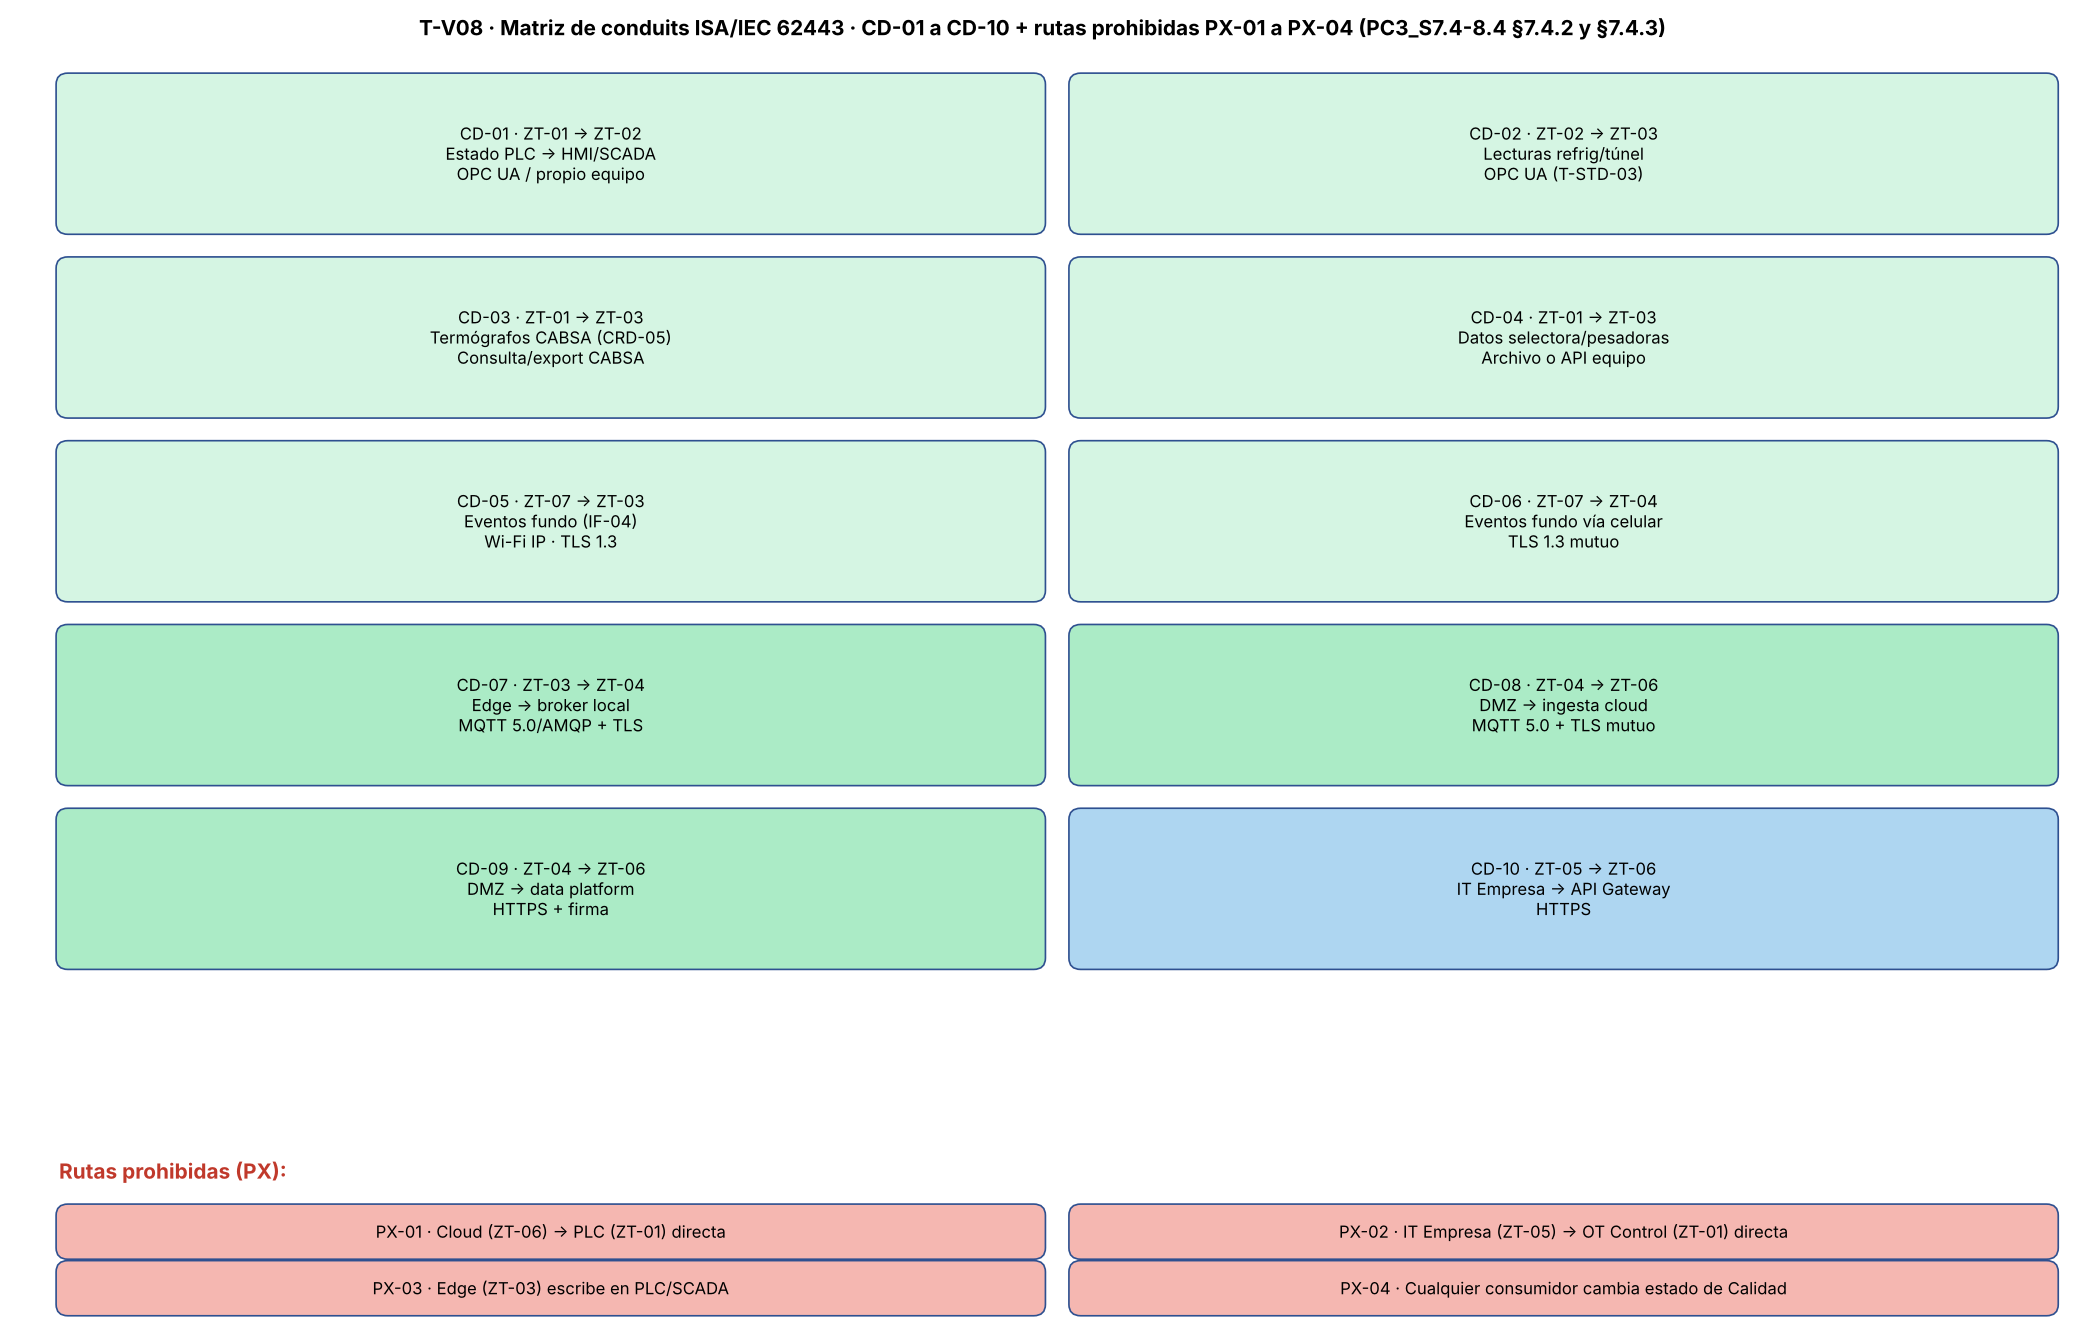 T-V08 · Matriz de conduits ISA/IEC 62443 · CD-01 a CD-10 + rutas prohibidas PX-01 a PX-04 (PC3_S7.4-8.4 §7.4.2 y §7.4.3)
CD-01 · ZT-01 → ZT-02
Estado PLC → HMI/SCADA
OPC UA / propio equipo
CD-02 · ZT-02 → ZT-03
Lecturas refrig/túnel
OPC UA (T-STD-03)
CD-03 · ZT-01 → ZT-03
Termógrafos CABSA (CRD-05)
Consulta/export CABSA
CD-04 · ZT-01 → ZT-03
Datos selectora/pesadoras
Archivo o API equipo
CD-05 · ZT-07 → ZT-03
Eventos fundo (IF-04)
Wi-Fi IP · TLS 1.3
CD-06 · ZT-07 → ZT-04
Eventos fundo vía celular
TLS 1.3 mutuo
CD-07 · ZT-03 → ZT-04
Edge → broker local
MQTT 5.0/AMQP + TLS
CD-08 · ZT-04 → ZT-06
DMZ → ingesta cloud
MQTT 5.0 + TLS mutuo
CD-09 · ZT-04 → ZT-06
DMZ → data platform
HTTPS + firma
CD-10 · ZT-05 → ZT-06
IT Empresa → API Gateway
HTTPS
Rutas prohibidas (PX):
PX-01 · Cloud (ZT-06) → PLC (ZT-01) directa
PX-02 · IT Empresa (ZT-05) → OT Control (ZT-01) directa
PX-03 · Edge (ZT-03) escribe en PLC/SCADA
PX-04 · Cualquier consumidor cambia estado de Calidad